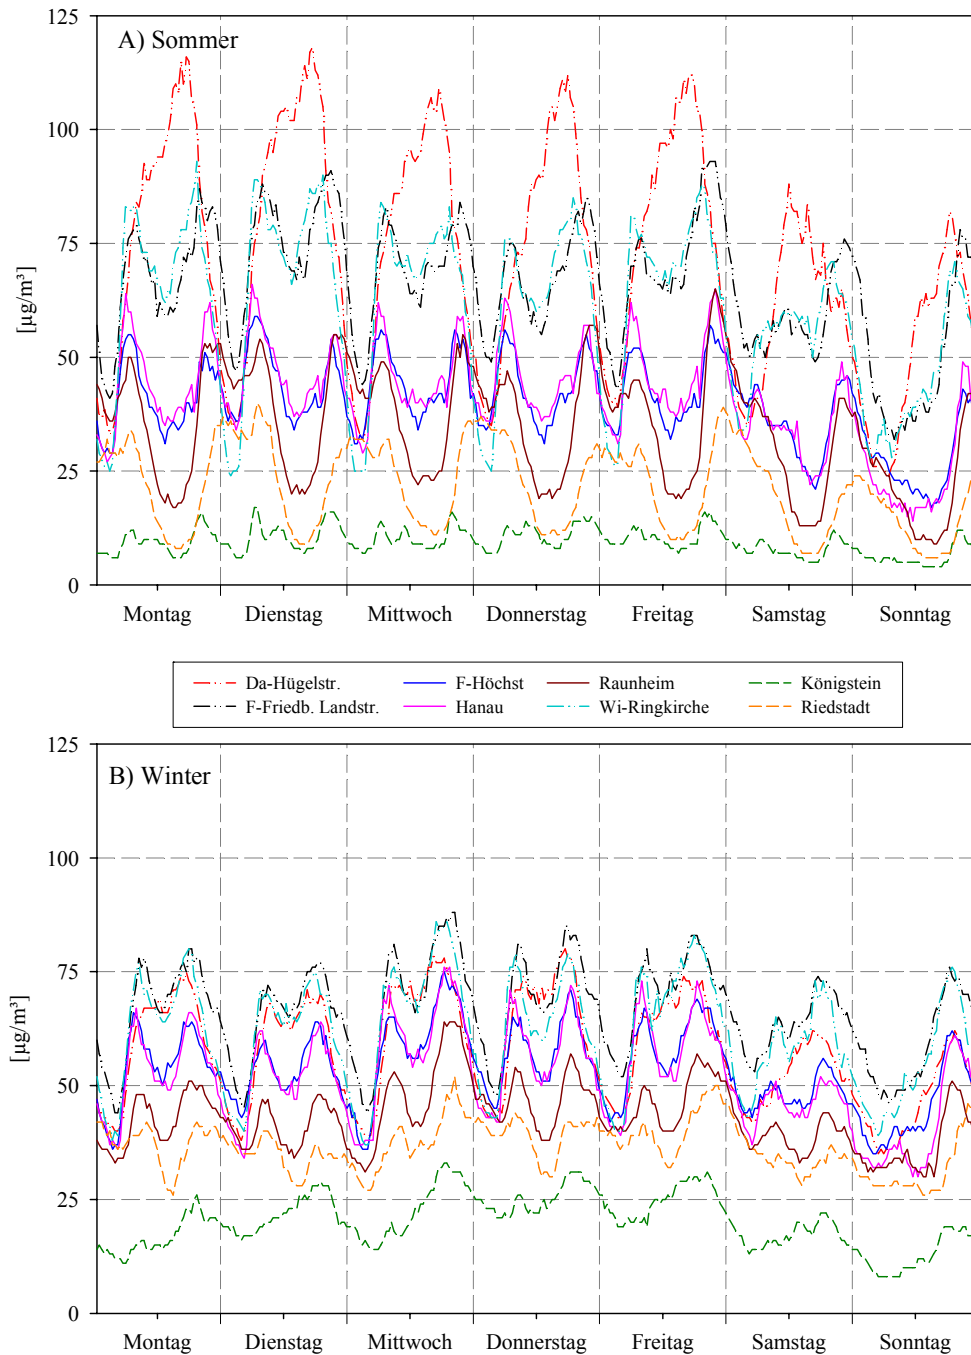 125
A) Sommer
100
75
[µg/m³]
50
25
0
Montag Dienstag Mittwoch Donnerstag Freitag Samstag Sonntag
Da-Hügelstr. F-Höchst Raunheim Königstein
F-Friedb. Landstr. Hanau Wi-Ringkirche Riedstadt
125
B) Winter
100
75
[µg/m³]
50
25
0
Montag Dienstag Mittwoch Donnerstag Freitag Samstag Sonntag